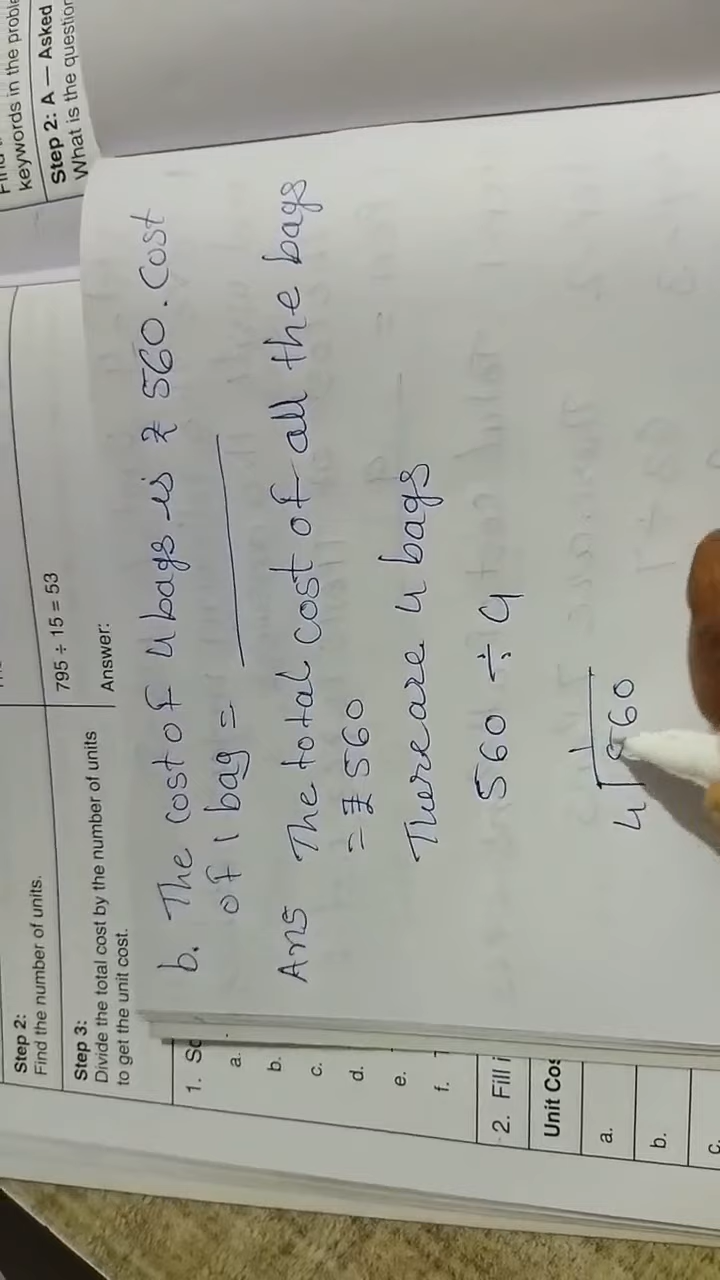 keywords in the
Step 2: A — Asked
What is the question
Step 2:
Find the number of units.
795 ÷ 15 = 53
Step 3:
Divide the total cost by the number of units
to get the unit cost.
Answer:
b. The cost of 4 bags is ₹ 560. Cost
of 1 bag = ________
Ans The total cost of all the bags
= ₹ 560
There are 4 bags
560 ÷ 4
1
4 560
1.
a.
b.
c.
d.
e.
f.
2. Fill
Unit
a.
b.
c.